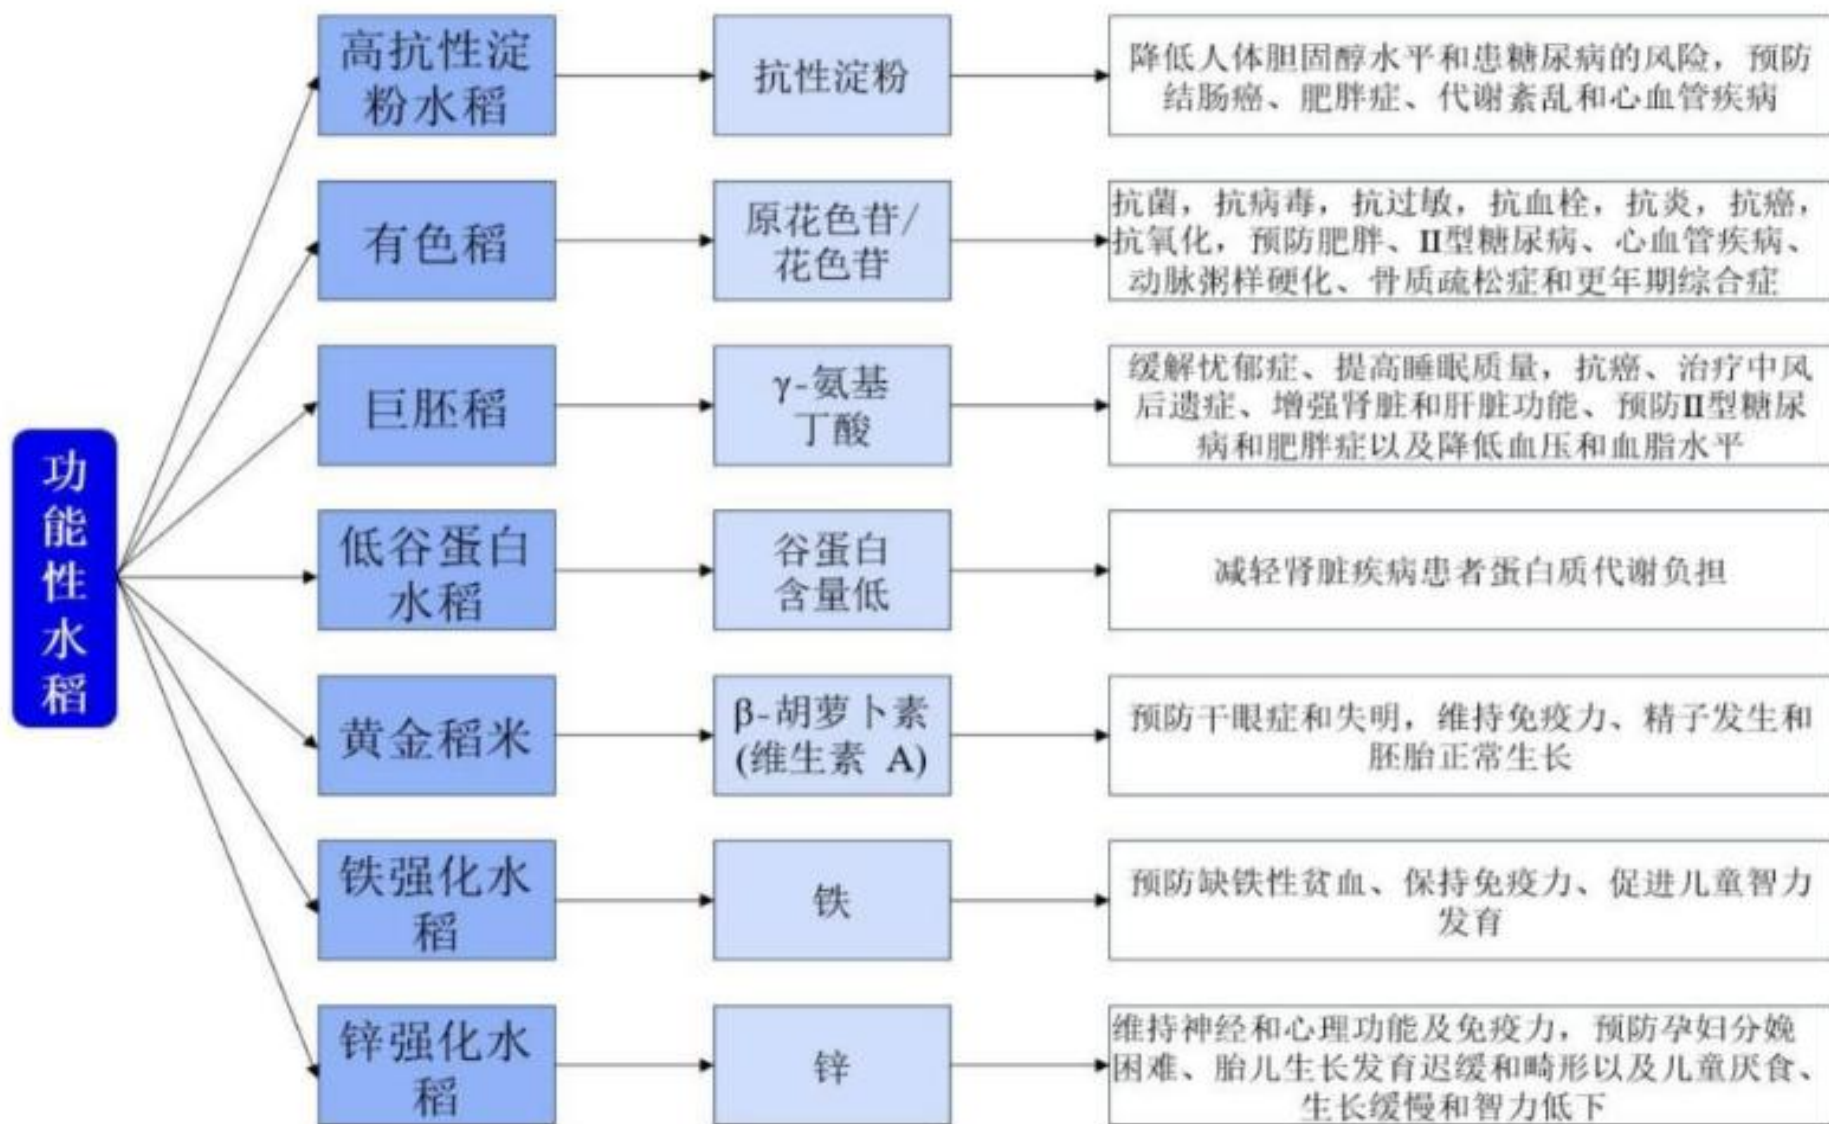 功能性水稻
高抗性淀
粉水稻
抗性淀粉
降低人体胆固醇水平和患糖尿病的风险，预防
结肠癌、肥胖症、代谢紊乱和心血管疾病
有色稻
原花色苷/
花色苷
抗菌，抗病毒，抗过敏，抗血栓，抗炎，抗癌，
抗氧化，预防肥胖、II型糖尿病、心血管疾病、
动脉粥样硬化、骨质疏松症和更年期综合症
巨胚稻
γ-氨基
丁酸
缓解忧郁症、提高睡眠质量，抗癌、治疗中风
后遗症、增强肾脏和肝脏功能、预防II型糖尿
病和肥胖症以及降低血压和血脂水平
低谷蛋白
水稻
谷蛋白
含量低
减轻肾脏疾病患者蛋白质代谢负担
黄金稻米
β-胡萝卜素
(维生素 A)
预防干眼症和失明，维持免疫力、精子发生和
胚胎正常生长
铁强化水
稻
铁
预防缺铁性贫血、保持免疫力、促进儿童智力
发育
锌强化水
稻
锌
维持神经和心理功能及免疫力，预防孕妇分娩
困难、胎儿生长发育迟缓和畸形以及儿童厌食、
生长缓慢和智力低下